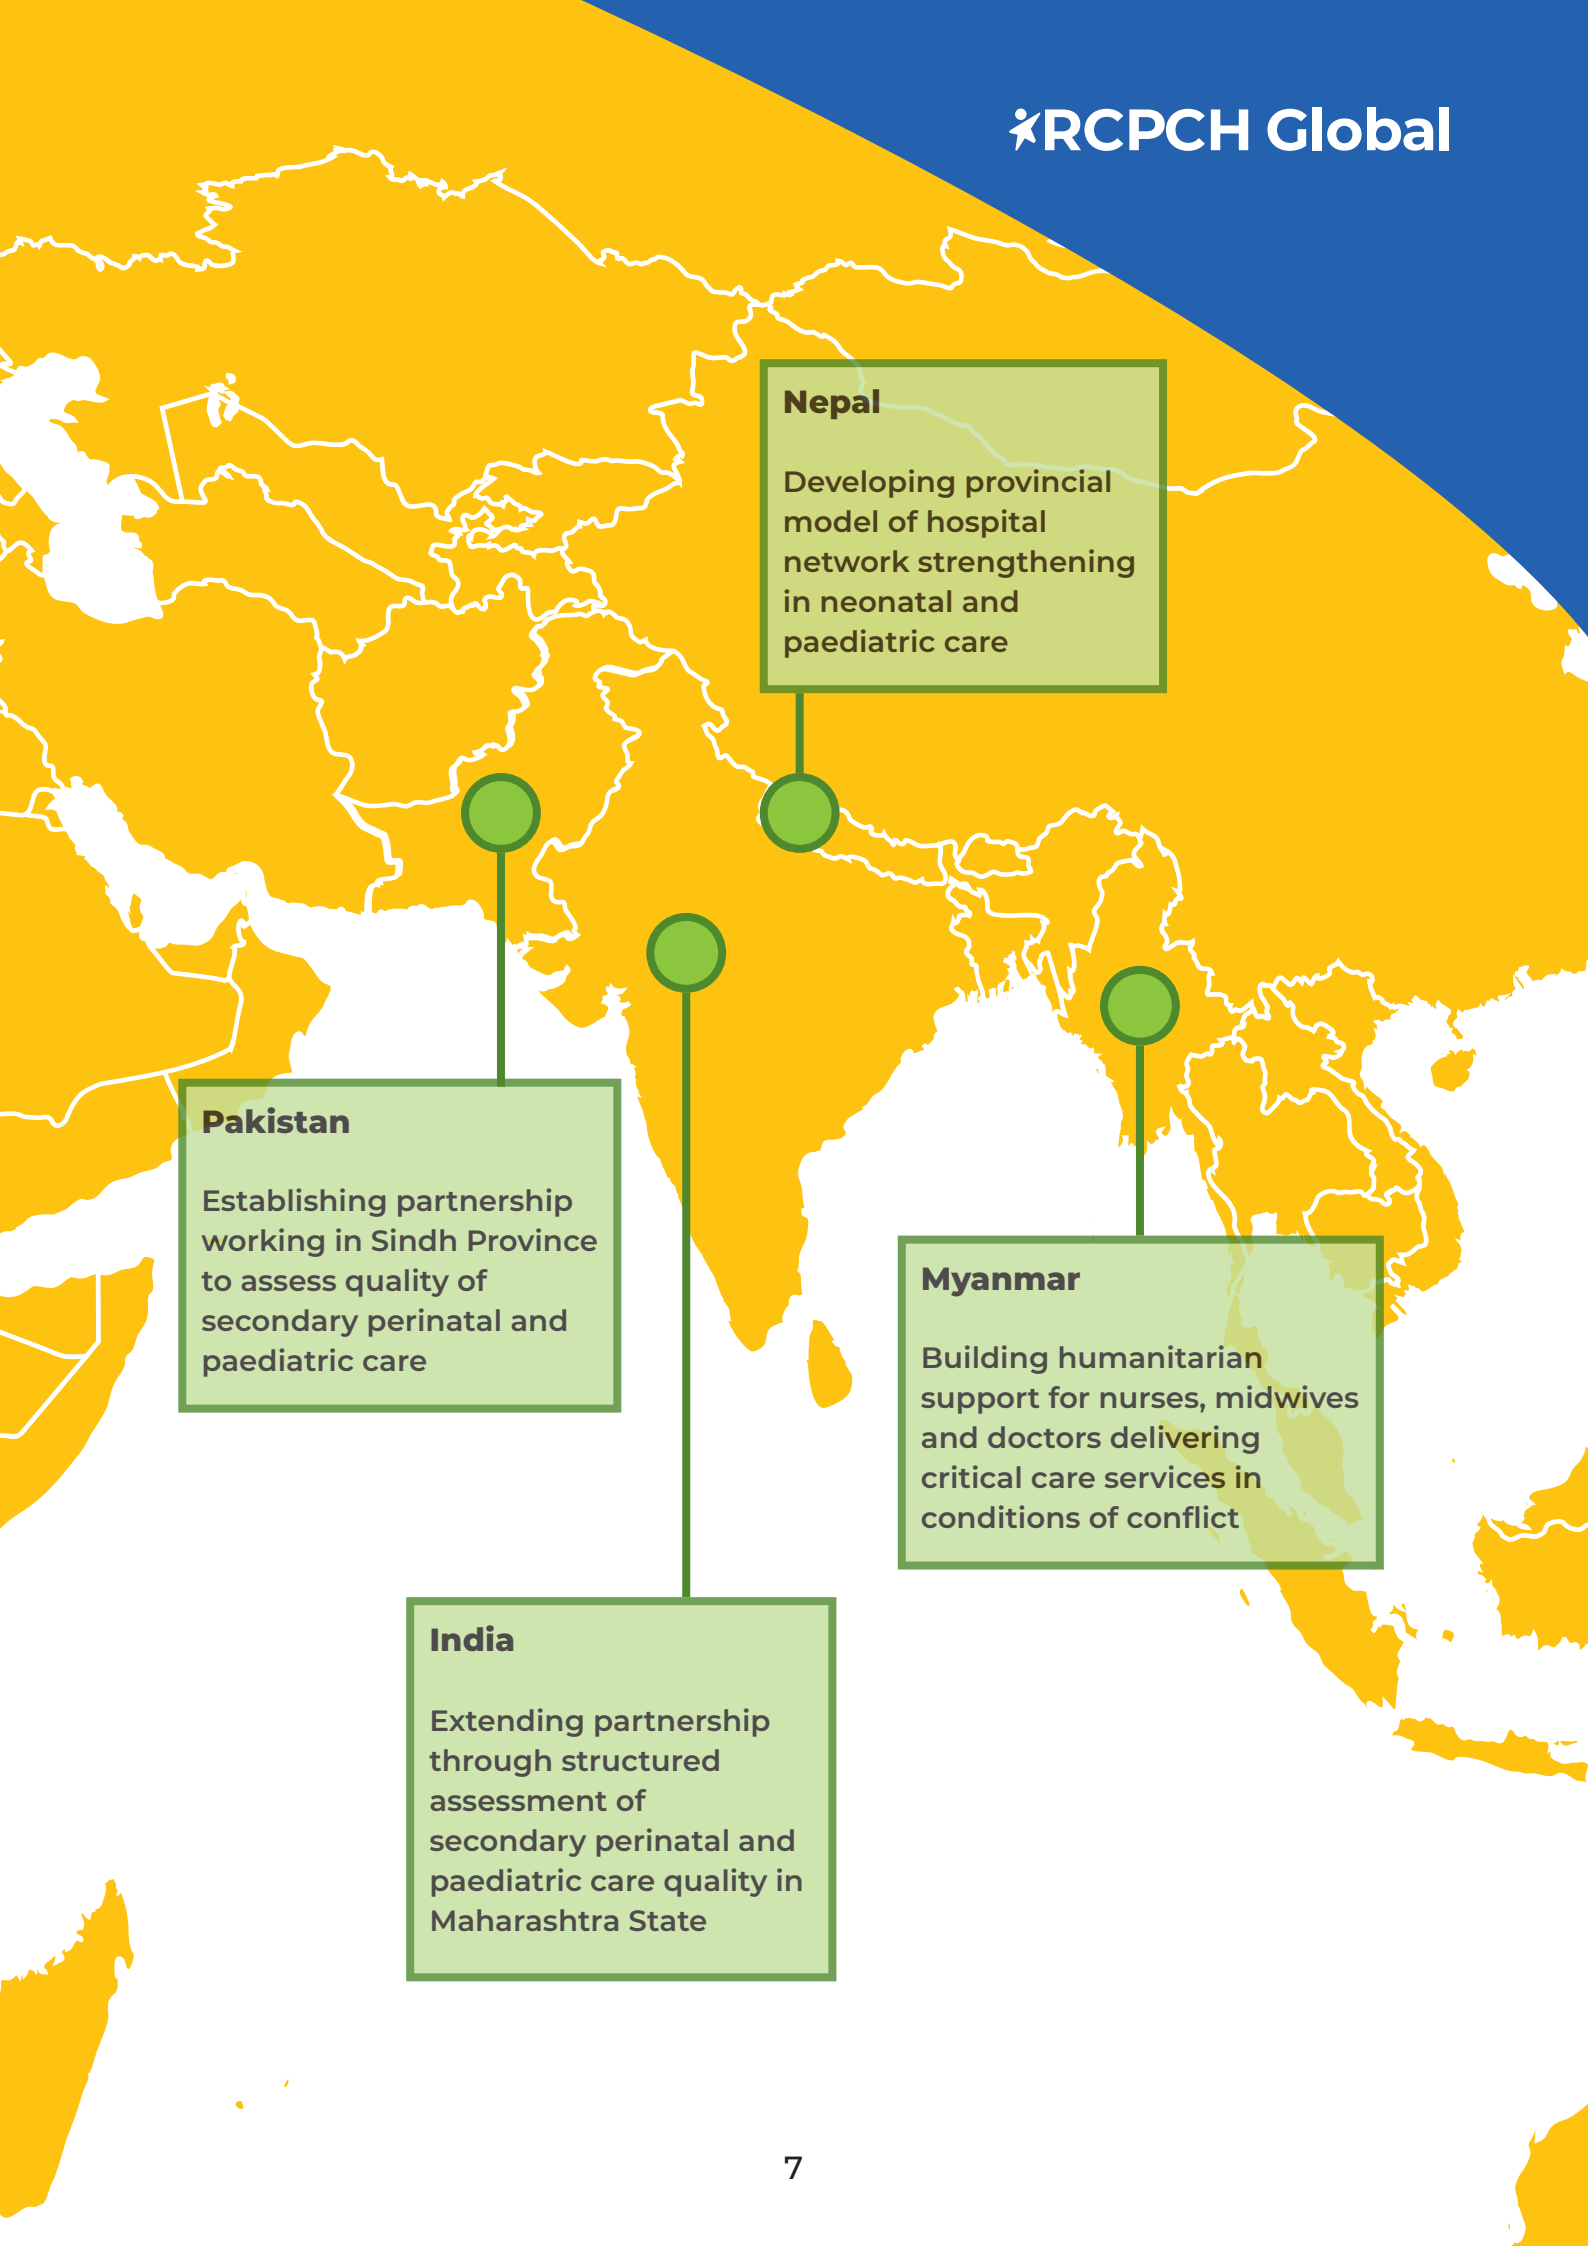 RCPCH Global
Nepal
Developing provincial
model of hospital
network strengthening
in neonatal and
paediatric care
Pakistan
Establishing partnership
working in Sindh Province
to assess quality of
secondary perinatal and
paediatric care
Myanmar
Building humanitarian
support for nurses, midwives
and doctors delivering
critical care services in
conditions of conflict
India
Extending partnership
through structured
assessment of
secondary perinatal and
paediatric care quality in
Maharashtra State
7